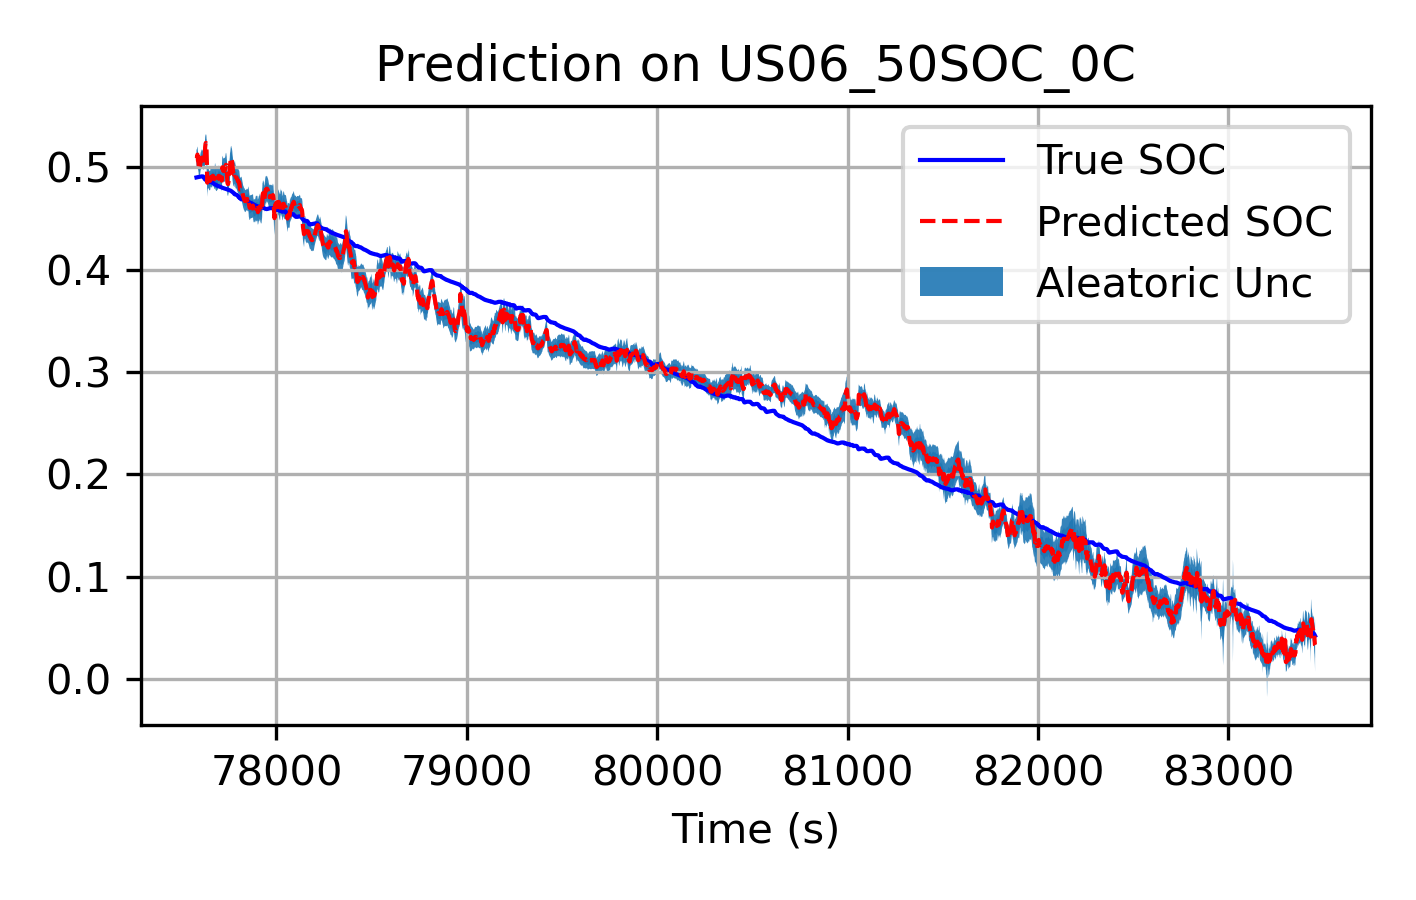 Prediction on US06_50SOC_0C
True SOC
Predicted SOC
Aleatoric Unc
0.5
0.4
0.3
0.2
0.1
0.0
78000 79000 80000 81000 82000 83000
Time (s)